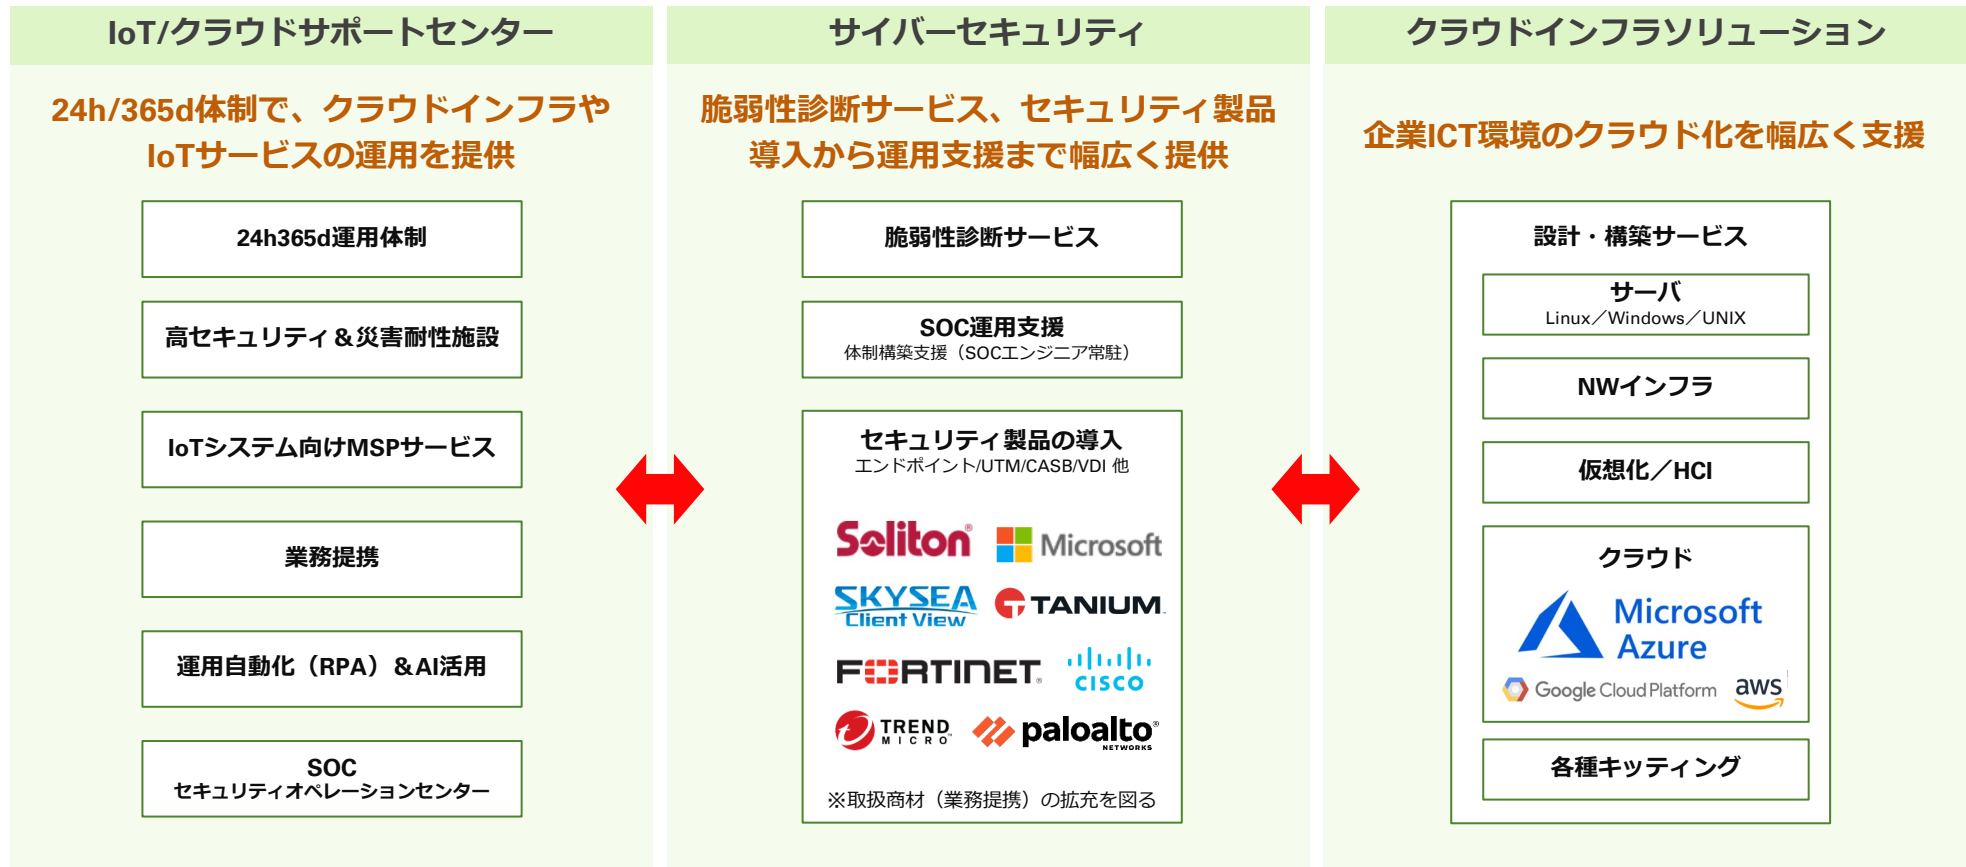 IoT/クラウドサポートセンター
24h/365d体制で、クラウドインフラや
IoTサービスの運用を提供
24h365d運用体制
高セキュリティ＆災害耐性施設
IoTシステム向けMSPサービス
業務提携
運用自動化（RPA）＆AI活用
SOC
セキュリティオペレーションセンター
サイバーセキュリティ
脆弱性診断サービス、セキュリティ製品
導入から運用支援まで幅広く提供
脆弱性診断サービス
SOC運用支援
体制構築支援（SOCエンジニア常駐）
セキュリティ製品の導入
エンドポイント/UTM/CASB/VDI 他
Soliton®
Microsoft
SKYSEA
Client View
TANIUM
FORTINET®
CISCO
TREND
MICRO
paloalto®
NETWORKS
※取扱商材（業務提携）の拡充を図る
クラウドインフラソリューション
企業ICT環境のクラウド化を幅広く支援
設計・構築サービス
サーバ
Linux／Windows／UNIX
NWインフラ
仮想化／HCI
クラウド
Microsoft
Azure
Google Cloud Platform
aws
各種キッティング